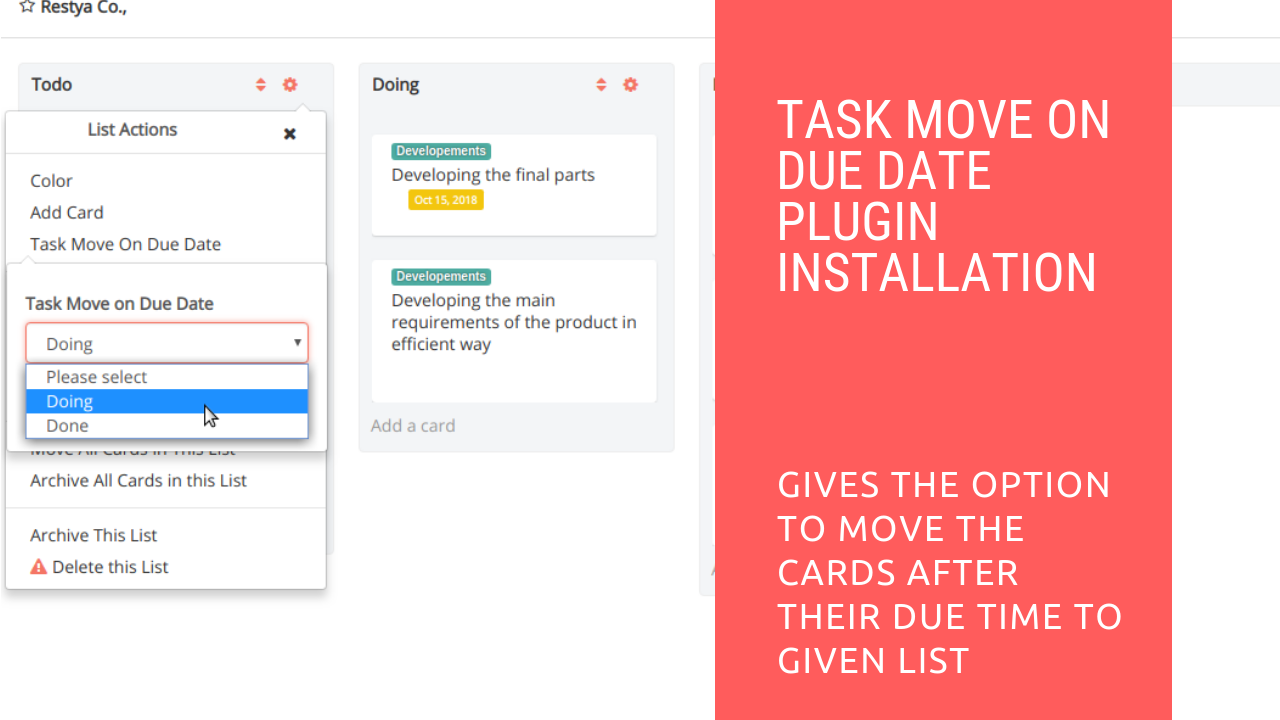 Restya Co.,
Todo
List Actions
Color
Add Card
Task Move On Due Date
Task Move on Due Date
Doing
Please select
Doing
Done
Move All Cards in This List
Archive All Cards in this List
Archive This List
Delete this List
Doing
Developements
Developing the final parts
Oct 15, 2018
Developements
Developing the main
requirements of the product in
efficient way
Add a card
TASK MOVE ON
DUE DATE
PLUGIN
INSTALLATION
GIVES THE OPTION
TO MOVE THE
CARDS AFTER
THEIR DUE TIME TO
GIVEN LIST